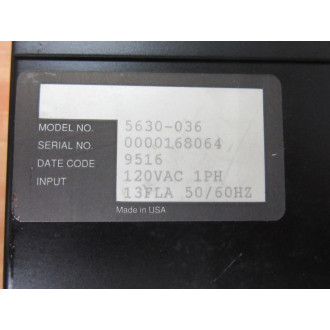 MODEL NO. 5630-036
SERIAL NO. 0000168064
DATE CODE 9516
INPUT 120VAC 1PH
13FLA 50/60HZ
Made in USA